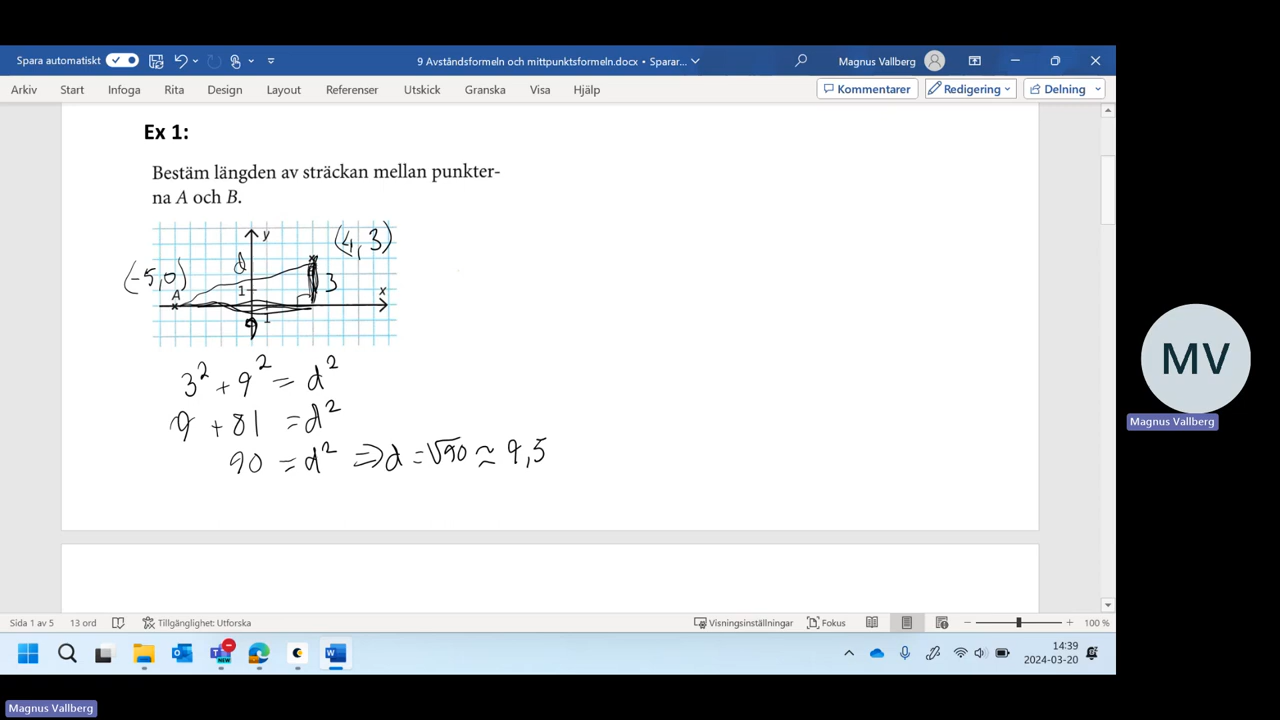 Spara automatiskt
9 Avståndsformeln och mittpunktsformeln.docx • Sparar...
Magnus Vallberg
Arkiv Start Infoga Rita Design Layout Referenser Utskick Granska Visa Hjälp
Kommentarer Redigering Delning
Ex 1:
Bestäm längden av sträckan mellan punkter-
na A och B.
y
(4, 3)
d
(-5,0)
A
1
3
x
1
9
3² + 9² = d²
9 + 81 = d²
90 = d² => d = √90 ≈ 9,5
MV
Magnus Vallberg
Sida 1 av 5 13 ord Tillgänglighet: Utforska
Visningsinställningar Fokus 100 %
14:39
2024-03-20
Magnus Vallberg